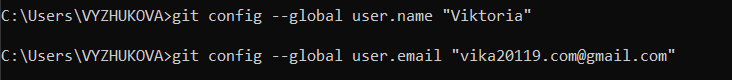 C:\Users\VYZHUKOVA>git config --global user.name "Viktoria"
C:\Users\VYZHUKOVA>git config --global user.email "vika20119.com@gmail.com"